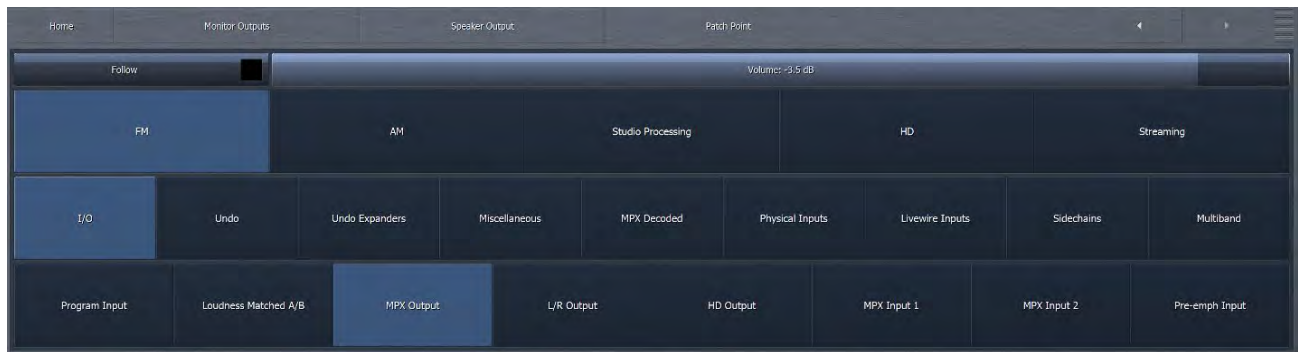 Home Monitor Outputs Speaker Output Patch Point
Follow Volume: -3.5 dB
FM AM Studio Processing HD Streaming
I/O Undo Undo Expanders Miscellaneous MPX Decoded Physical Inputs Livewire Inputs Sidechains Multiband
Program Input Loudness Matched A/B MPX Output L/R Output HD Output MPX Input 1 MPX Input 2 Pre-emph Input